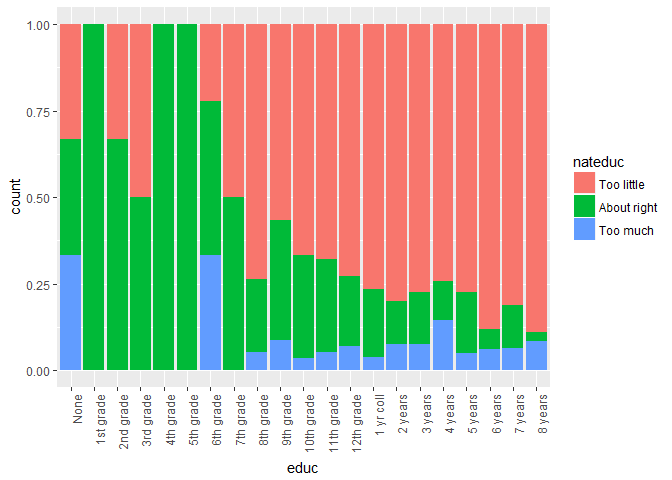 1.00
0.75
0.50
0.25
0.00
count
None
1st grade
2nd grade
3rd grade
4th grade
5th grade
6th grade
7th grade
8th grade
9th grade
10th grade
11th grade
12th grade
1 yr coll
2 years
3 years
4 years
5 years
6 years
7 years
8 years
educ
nateduc
Too little
About right
Too much